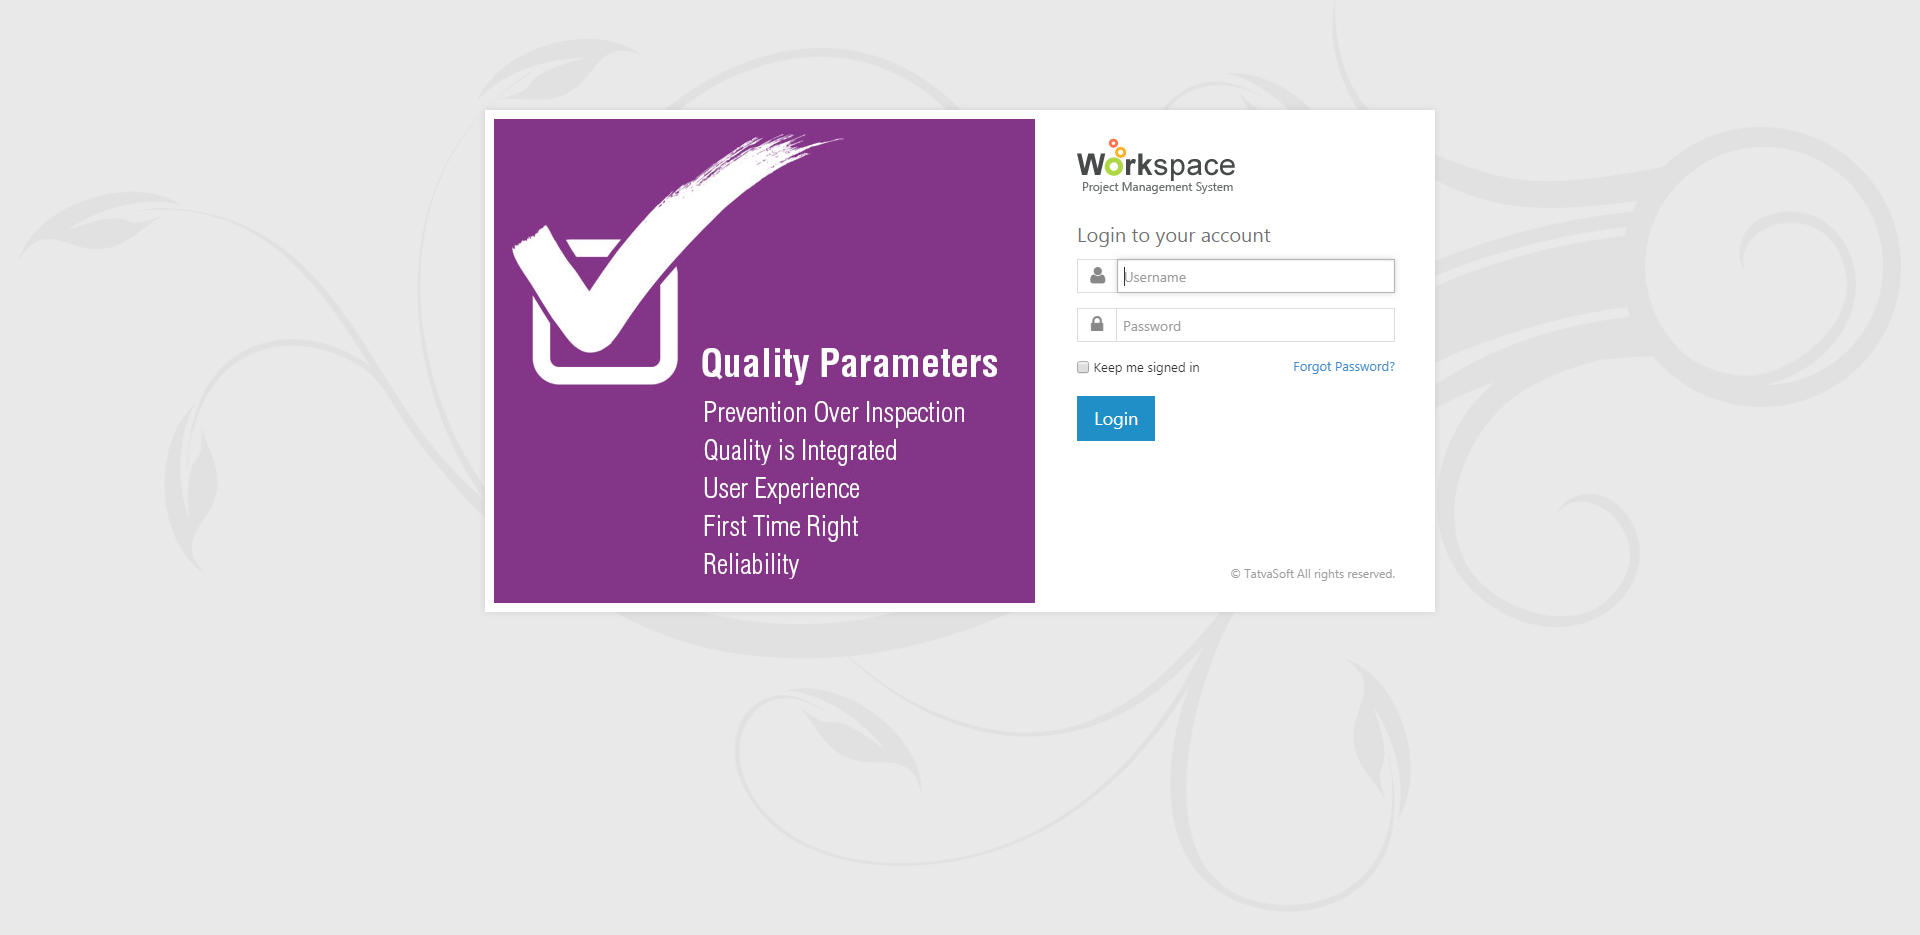 Quality Parameters
Prevention Over Inspection
Quality is Integrated
User Experience
First Time Right
Reliability
Workspace
Project Management System
Login to your account
Username
Password
Keep me signed in
Forgot Password?
Login
© TatvaSoft All rights reserved.